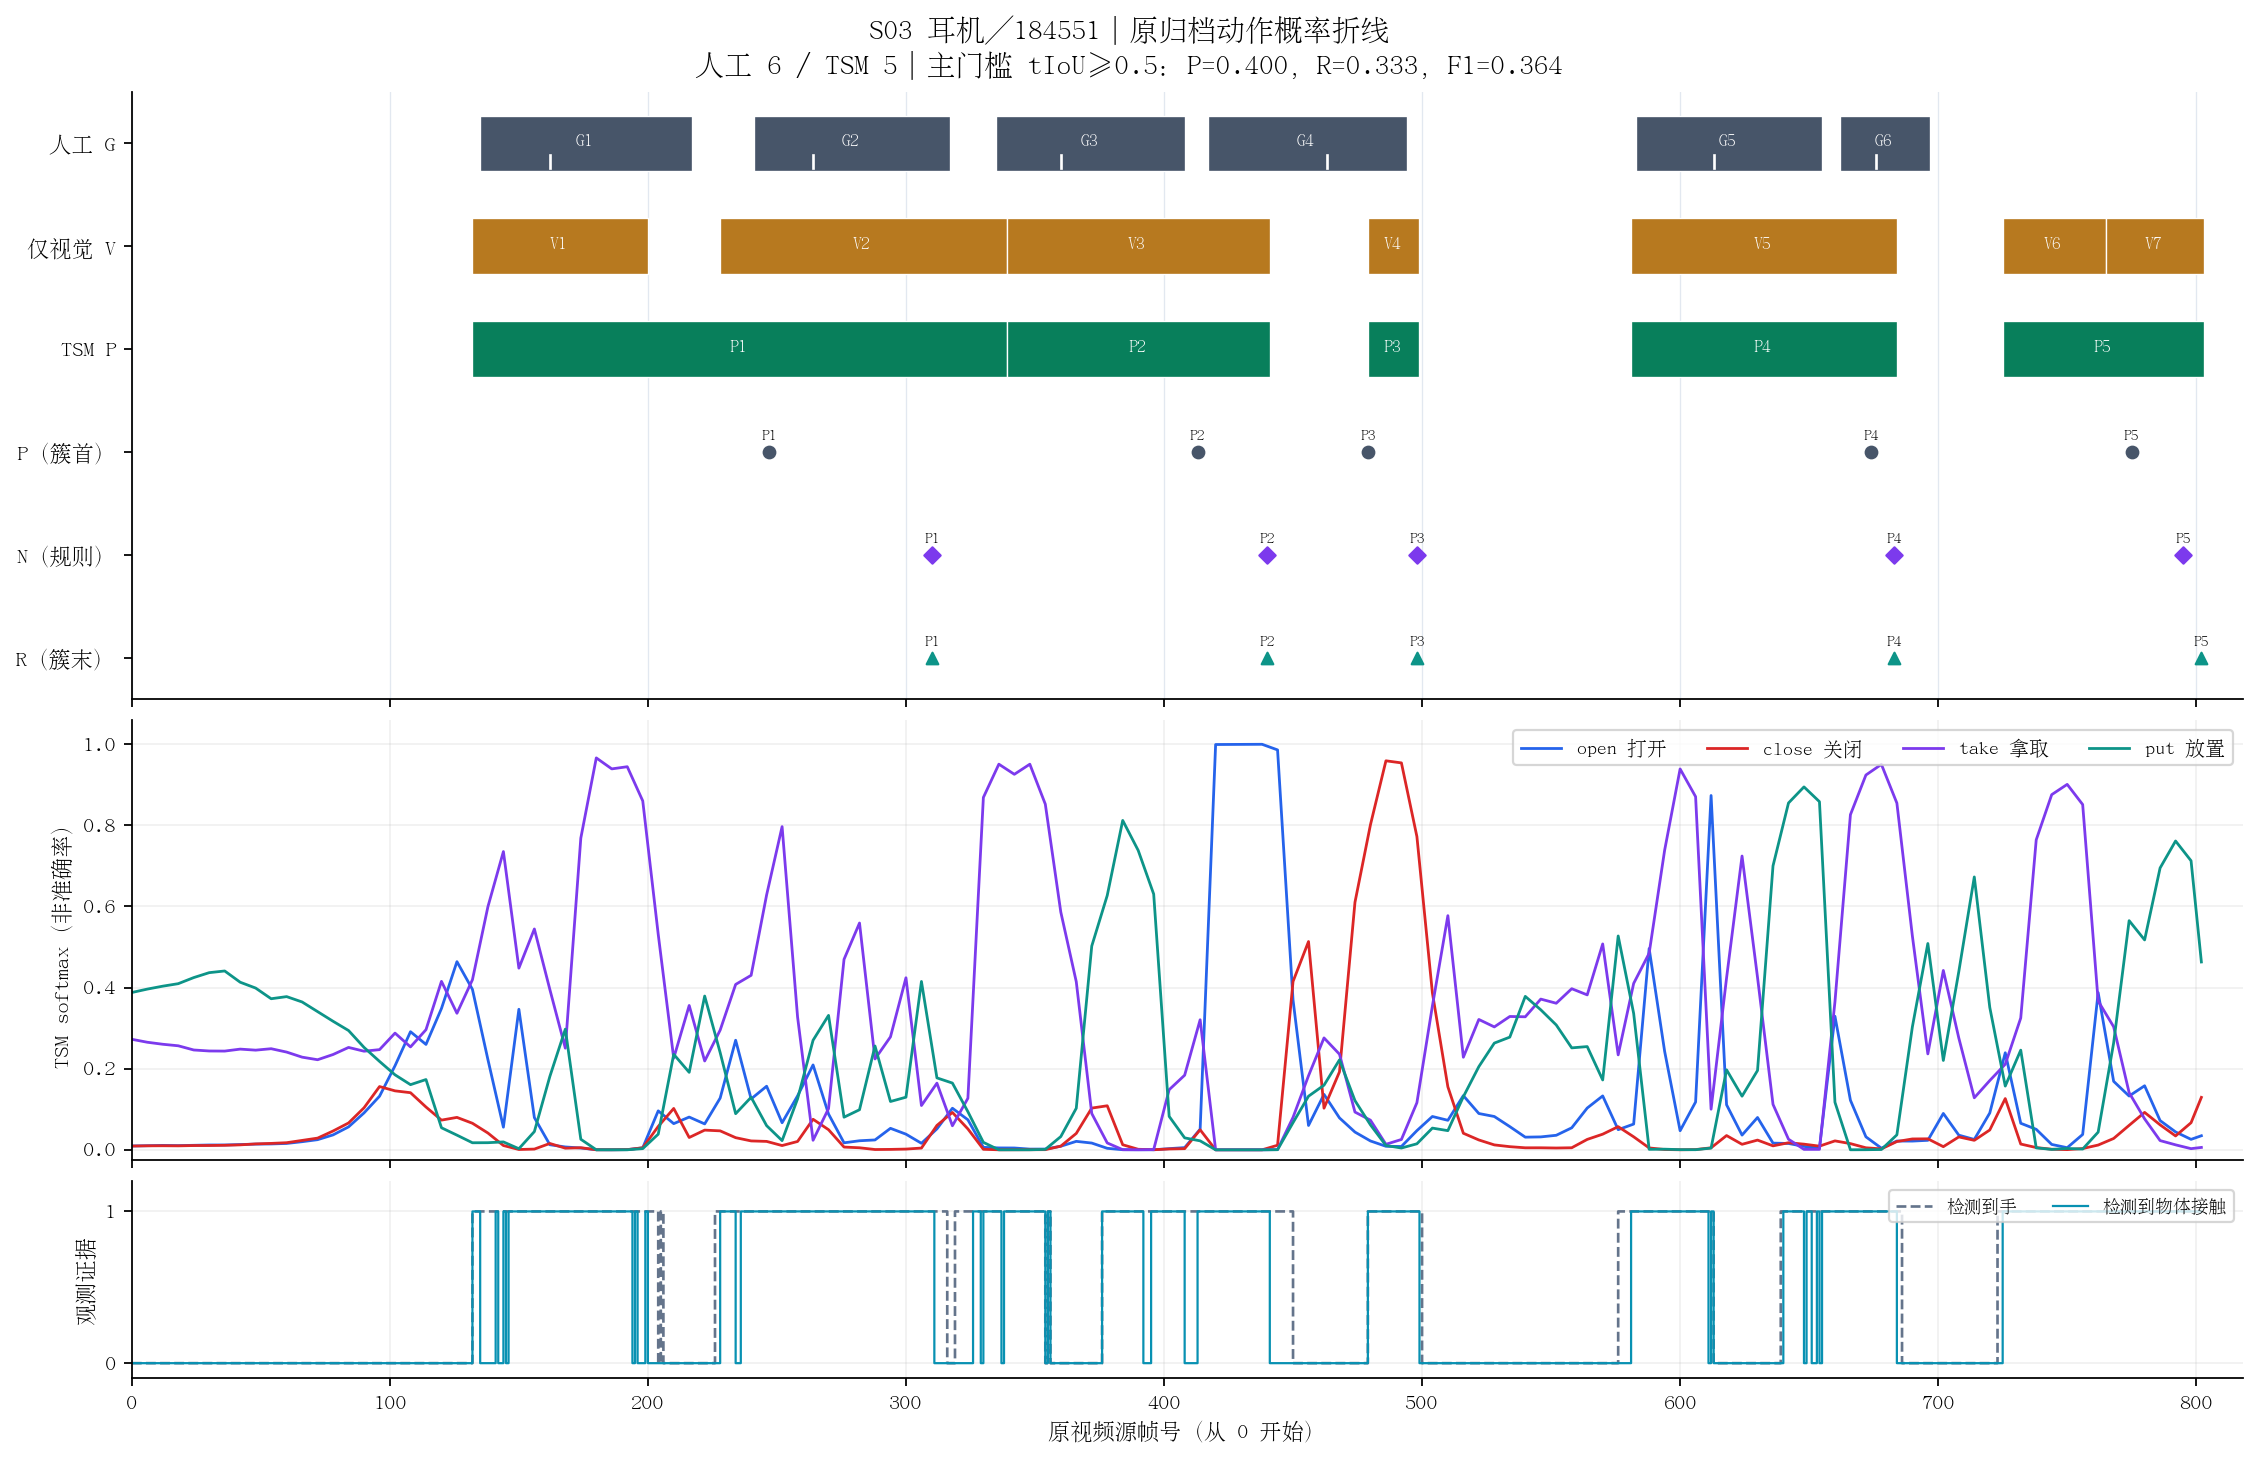 S03 耳机／184551｜原归档动作概率折线
人工 6 / TSM 5｜主门槛 tIoU≥0.5: P=0.400, R=0.333, F1=0.364
人工 G
G1 G2 G3 G4 G5 G6
仅视觉 V
V1 V2 V3 V4 V5 V6 V7
TSM P
P1 P2 P3 P4 P5
P（簇首）
P1 P2 P3 P4 P5
N（规则）
P1 P2 P3 P4 P5
R（簇末）
P1 P2 P3 P4 P5
open 打开 close 关闭 take 拿取 put 放置
TSM softmax（非准确率）
1.0
0.8
0.6
0.4
0.2
0.0
检测到手 检测到物体接触
观测证据
1
0
0 100 200 300 400 500 600 700 800
原视频源帧号（从 0 开始）